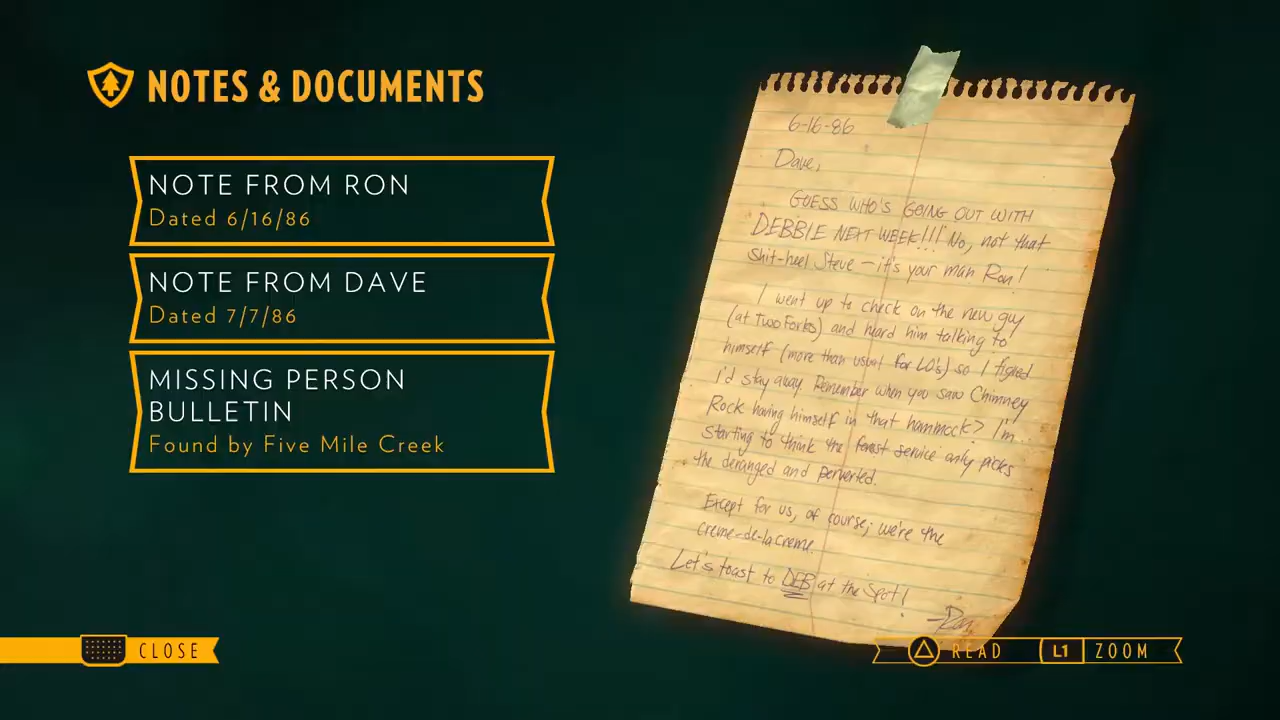 NOTES & DOCUMENTS
NOTE FROM RON
Dated 6/16/86
NOTE FROM DAVE
Dated 7/7/86
MISSING PERSON
BULLETIN
Found by Five Mile Creek
6-16-86
Dave,
GUESS WHO'S GOING OUT WITH
DEBBIE NEXT WEEK!!! No, not that
shit-heel Steve - it's your man Ron!
I went up to check on the new guy
(at Two Forks) and heard him talking to
himself (more than usual for LO's) so I figred
i'd stay away. Remember when you saw Chimney
Rock having himself in that hammock? I'm
starting to think the forest service only picks
the deranged and perverted.
Except for us, of course; we're the
creme-de-la creme.
Let's toast to DEB at the spot!
-Ron
CLOSE
READ
L1 ZOOM